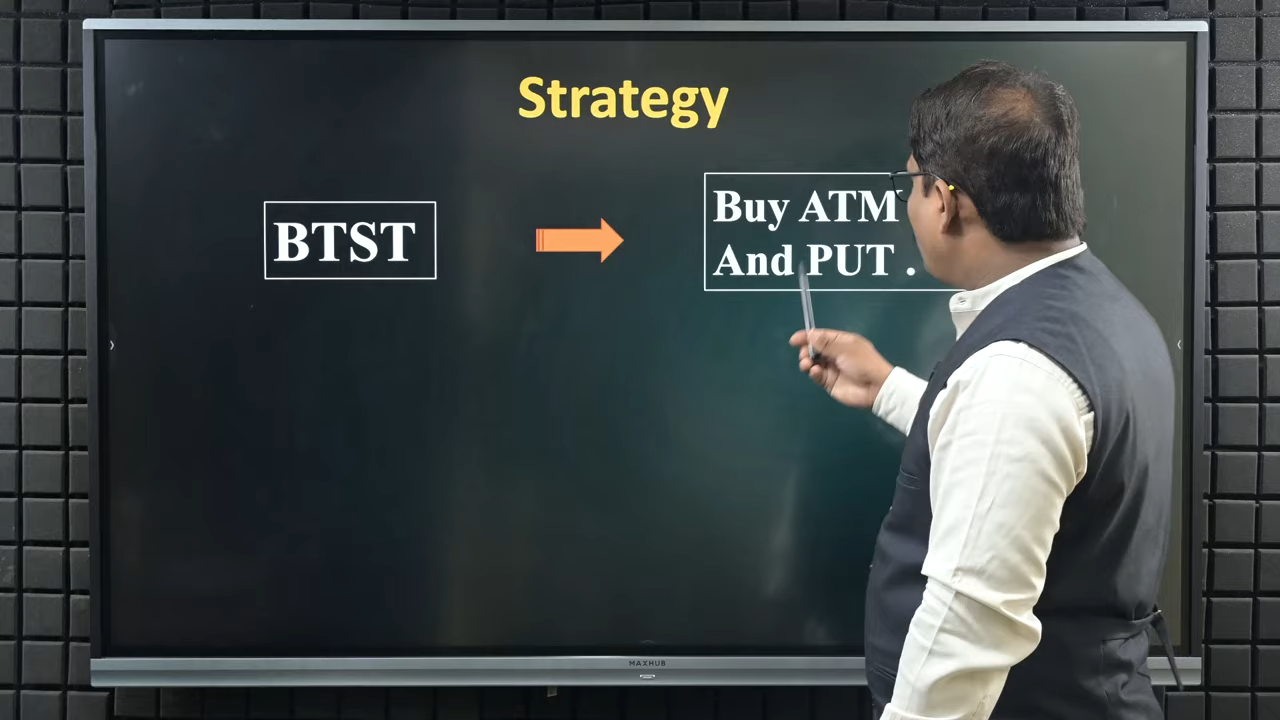 Strategy
BTST
Buy ATM
And PUT .
MAXHUB